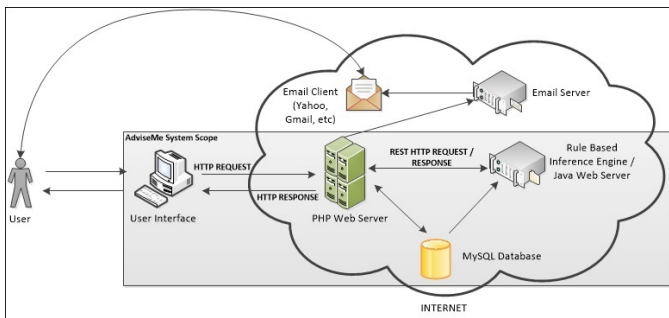 Email Client
(Yahoo,
Gmail, etc)
Email Server
AdviseMe System Scope
HTTP REQUEST
REST HTTP REQUEST /
RESPONSE
Rule Based
Inference Engine /
Java Web Server
HTTP RESPONSE
User
User Interface
PHP Web Server
MySQL Database
INTERNET